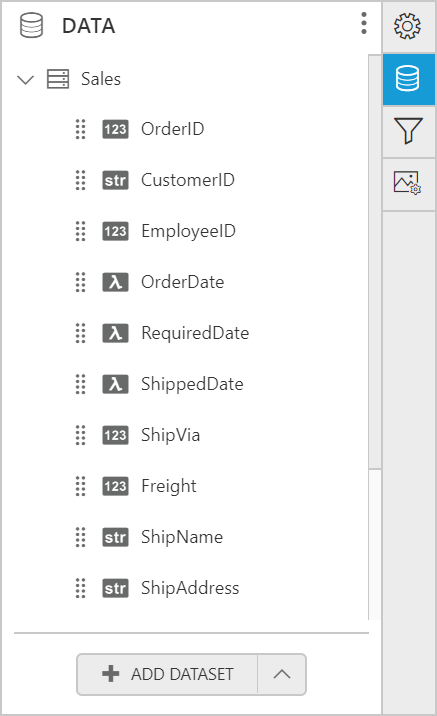 DATA
Sales
123 OrderID
str CustomerID
123 EmployeeID
λ OrderDate
λ RequiredDate
λ ShippedDate
123 ShipVia
123 Freight
str ShipName
str ShipAddress
ADD DATASET